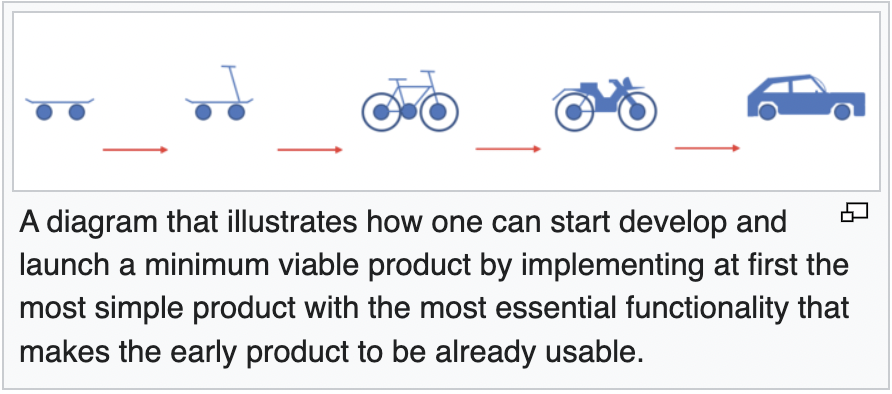 A diagram that illustrates how one can start develop and
launch a minimum viable product by implementing at first the
most simple product with the most essential functionality that
makes the early product to be already usable.